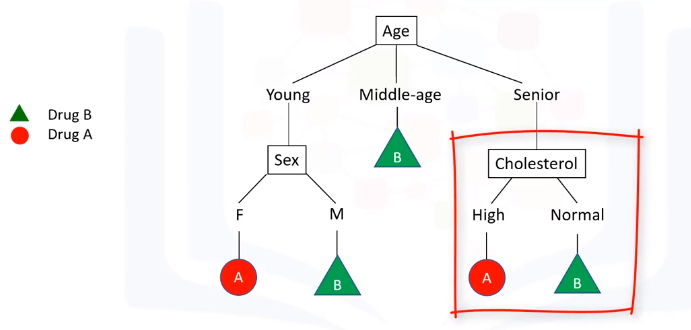 Age
Young Middle-age Senior
Drug B
Drug A
B
Sex
Cholesterol
F M High Normal
A B A B